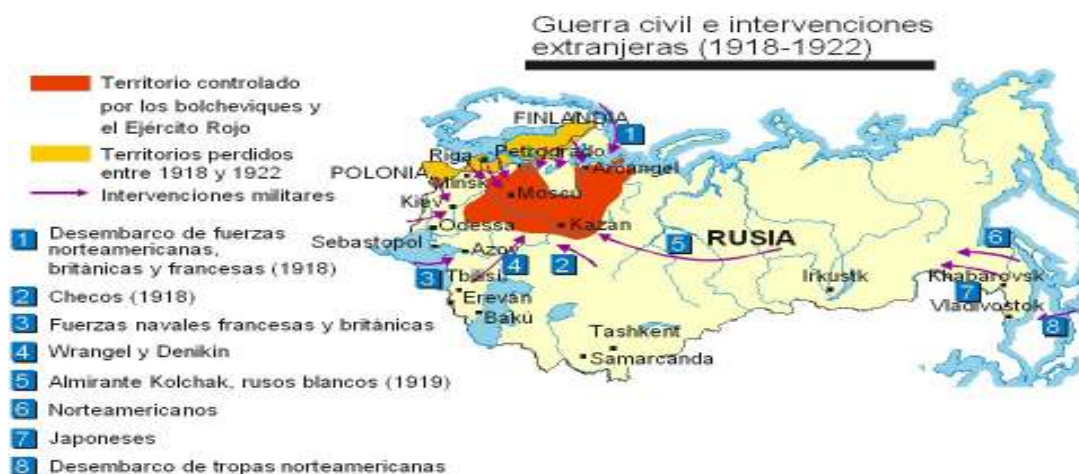 Guerra civil e intervenciones
extranjeras (1918-1922)
Territorio controlado
por los bolcheviques y
el Ejército Rojo
Territorios perdidos
entre 1918 y 1922
Intervenciones militares
1 Desembarco de fuerzas
norteamericanas,
británicas y francesas (1918)
2 Checos (1918)
3 Fuerzas navales francesas y británicas
4 Wrangel y Denikin
5 Almirante Kolchak, rusos blancos (1919)
6 Norteamericanos
7 Japoneses
8 Desembarco de tropas norteamericanas
FINLANDIA
1
Riga
Petrogrado
Arcangel
POLONIA
Minsk
Moscú
Kiev
Odessa
Kazán
Sebastopol
Azov
5
RUSIA
6
3
Tbilisi
4
2
Irkustk
Khabarovsk
7
Erevan
Vladivostok
Bakú
8
Tashkent
Samarcanda